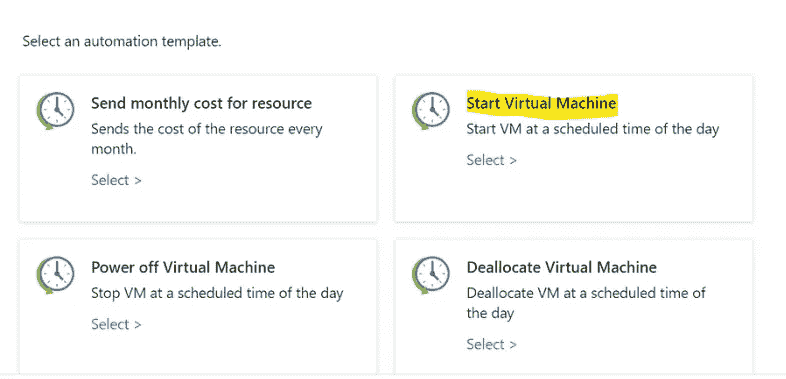 Select an automation template.
Send monthly cost for resource
Sends the cost of the resource every
month.
Select >
Start Virtual Machine
Start VM at a scheduled time of the day
Select >
Power off Virtual Machine
Stop VM at a scheduled time of the day
Select >
Deallocate Virtual Machine
Deallocate VM at a scheduled time of
the day
Select >